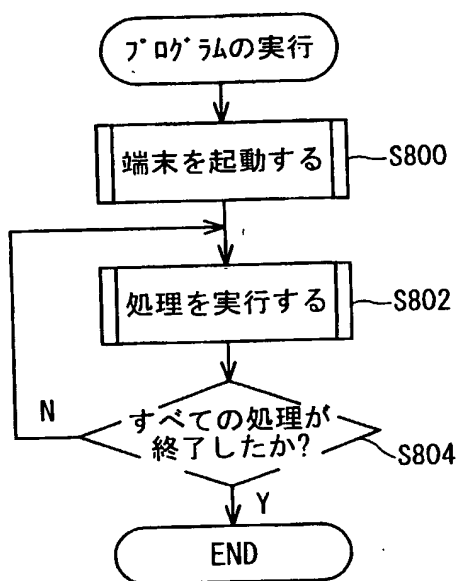 プログラムの実行
端末を起動する
S800
処理を実行する
S802
すべての処理が
終了したか?
S804
N
Y
END